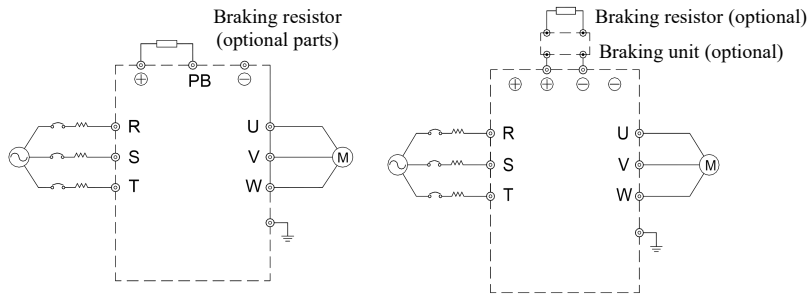 Braking resistor
(optional parts)
⊕ PB ⊖
R U
S V M
T W
Braking resistor (optional)
Braking unit (optional)
⊕ ⊕ ⊖ ⊖
R U
S V M
T W